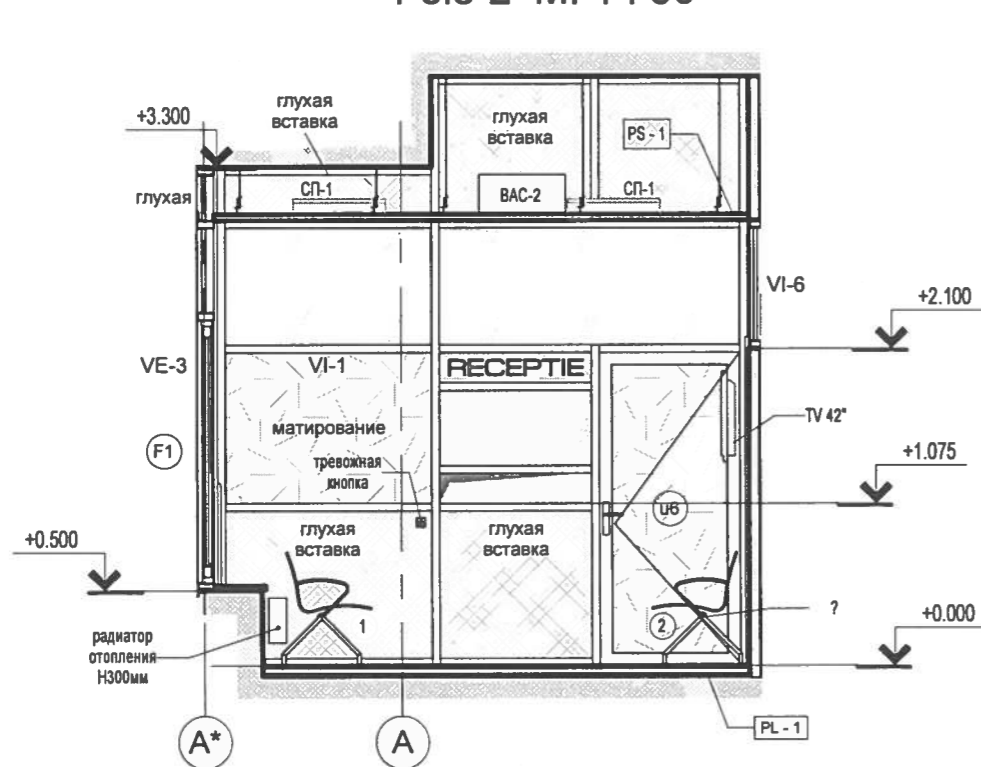 +3.300
глухая
вставка
глухая
вставка
PS - 1
глухая
СП-1
ВАС-2
СП-1
VI-6
+2.100
VE-3
VI-1
RECEPTIE
TV 42"
матирование
F1
тревожная
кнопка
+1.075
+0.500
глухая
вставка
глухая
вставка
1
2
?
+0.000
радиатор
отопления
H300мм
A*
A
PL - 1